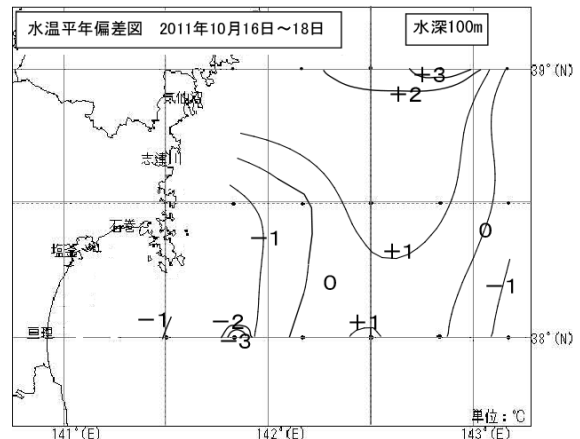 水温平年偏差図 2011年10月16日～18日
水深100m
39°(N)
+3
+2
気仙沼
志津川
石巻
塩釜
0
-1
+1
0
-1
亘理
-1
-2
-3
+1
38°(N)
単位：℃
141°(E)
142°(E)
143°(E)